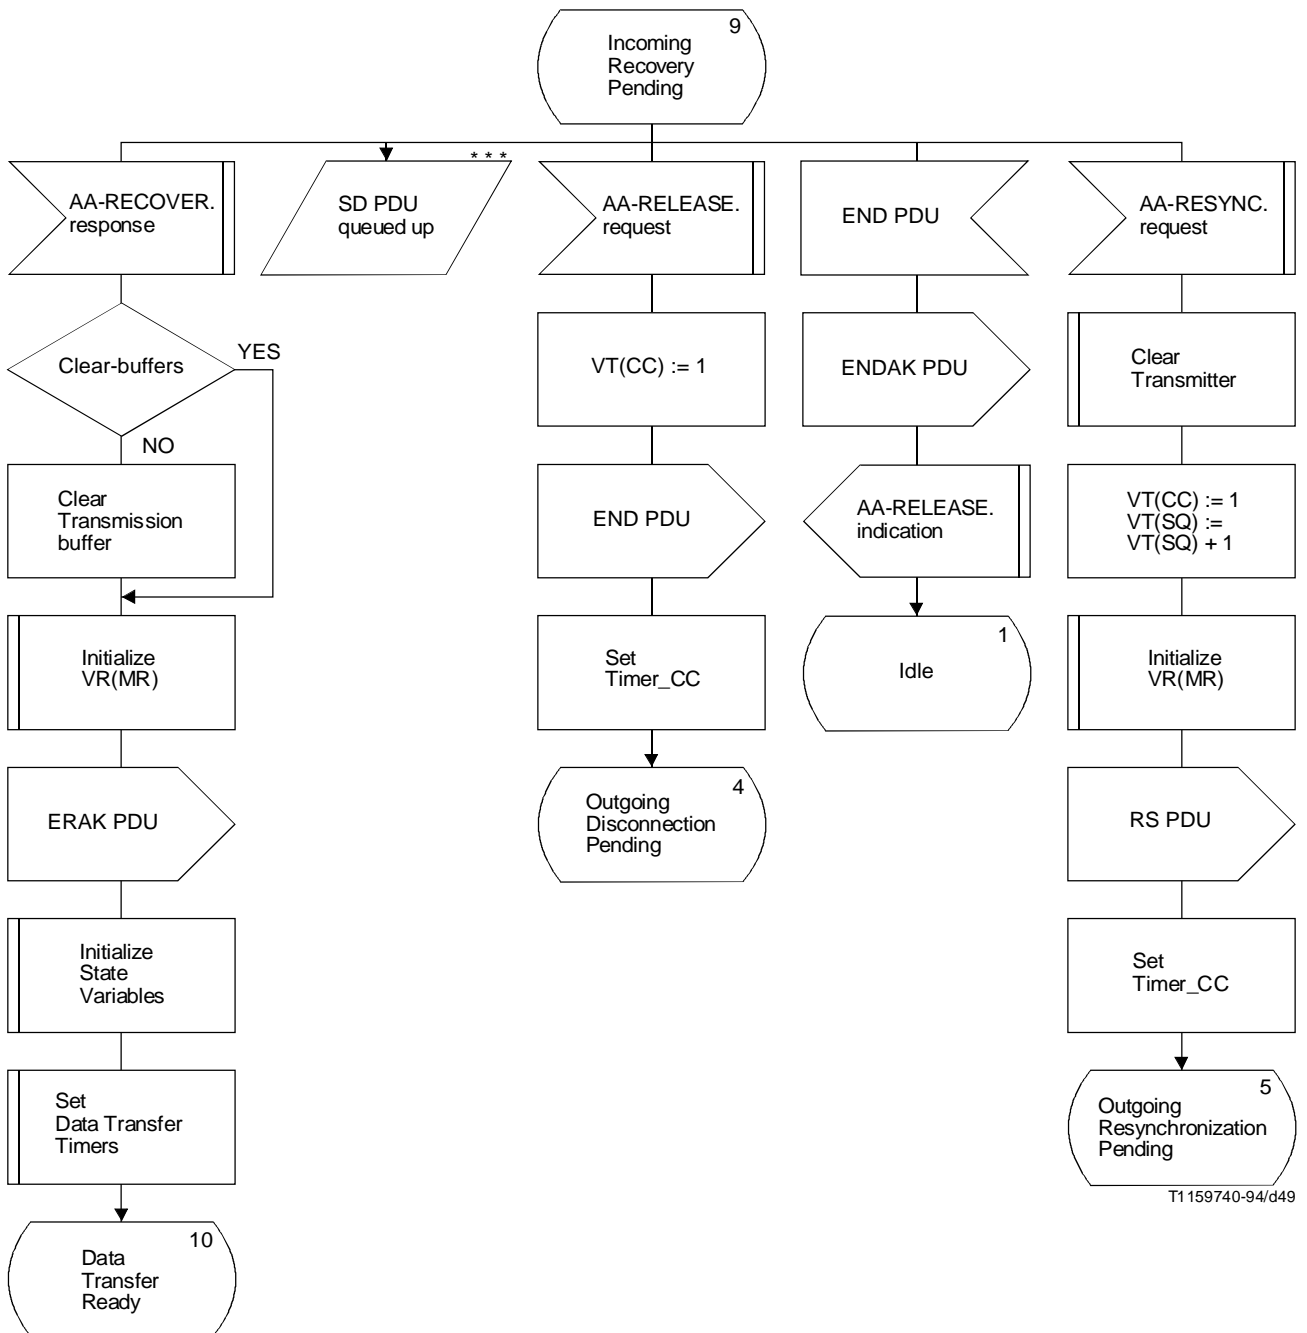 9
Incoming
Recovery
Pending
AA-RECOVER.
response
* * *
SD PDU
queued up
AA-RELEASE.
request
END PDU
AA-RESYNC.
request
Clear-buffers
YES
NO
VT(CC) := 1
ENDAK PDU
Clear
Transmitter
Clear
Transmission
buffer
END PDU
AA-RELEASE.
indication
VT(CC) := 1
VT(SQ) :=
VT(SQ) + 1
Initialize
VR(MR)
Set
Timer_CC
1
Idle
Initialize
VR(MR)
ERAK PDU
4
Outgoing
Disconnection
Pending
RS PDU
Initialize
State
Variables
Set
Timer_CC
Set
Data Transfer
Timers
5
Outgoing
Resynchronization
Pending
T1159740-94/d49
10
Data
Transfer
Ready